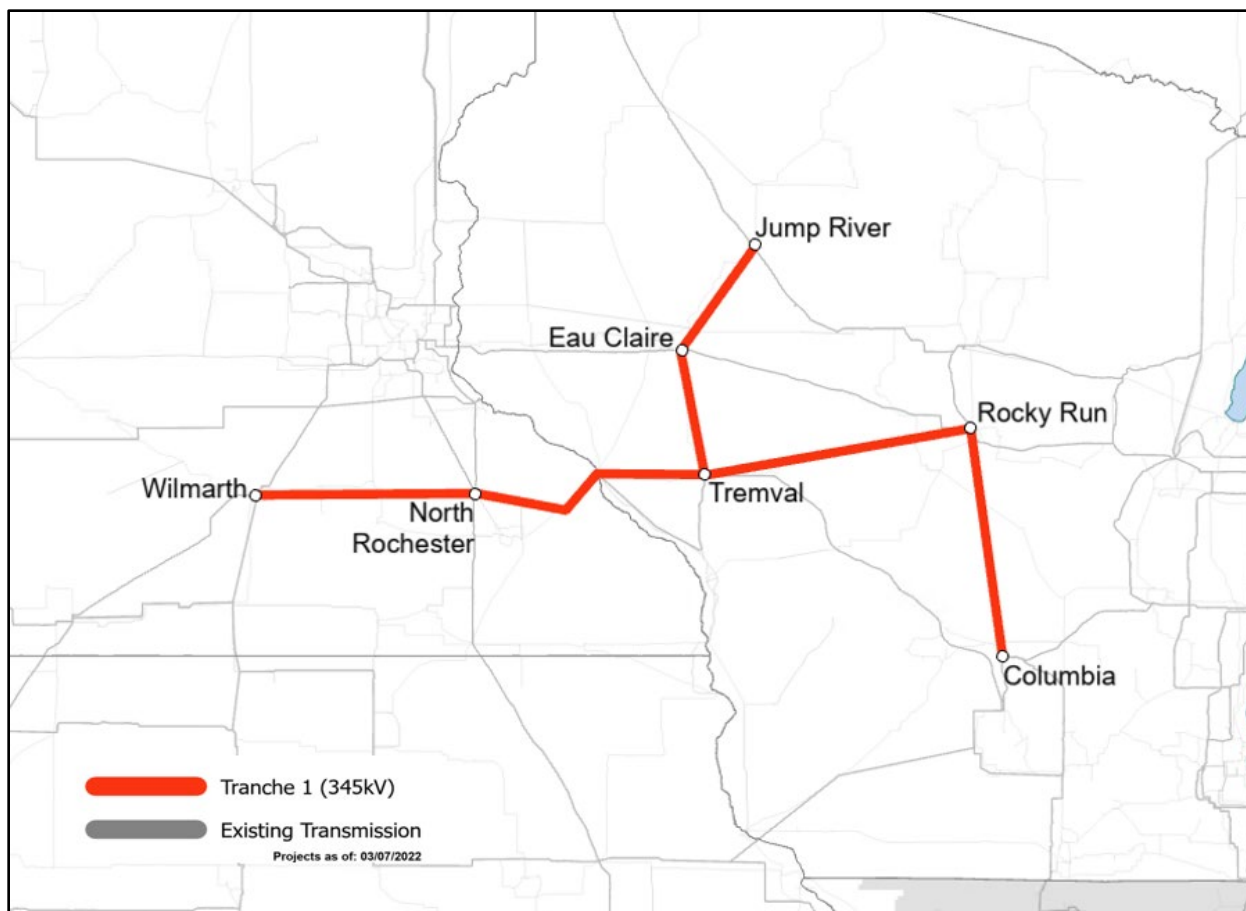 Jump River
Eau Claire
Rocky Run
Wilmarth
North
Rochester
Tremval
Columbia
Tranche 1 (345kV)
Existing Transmission
Projects as of: 03/07/2022